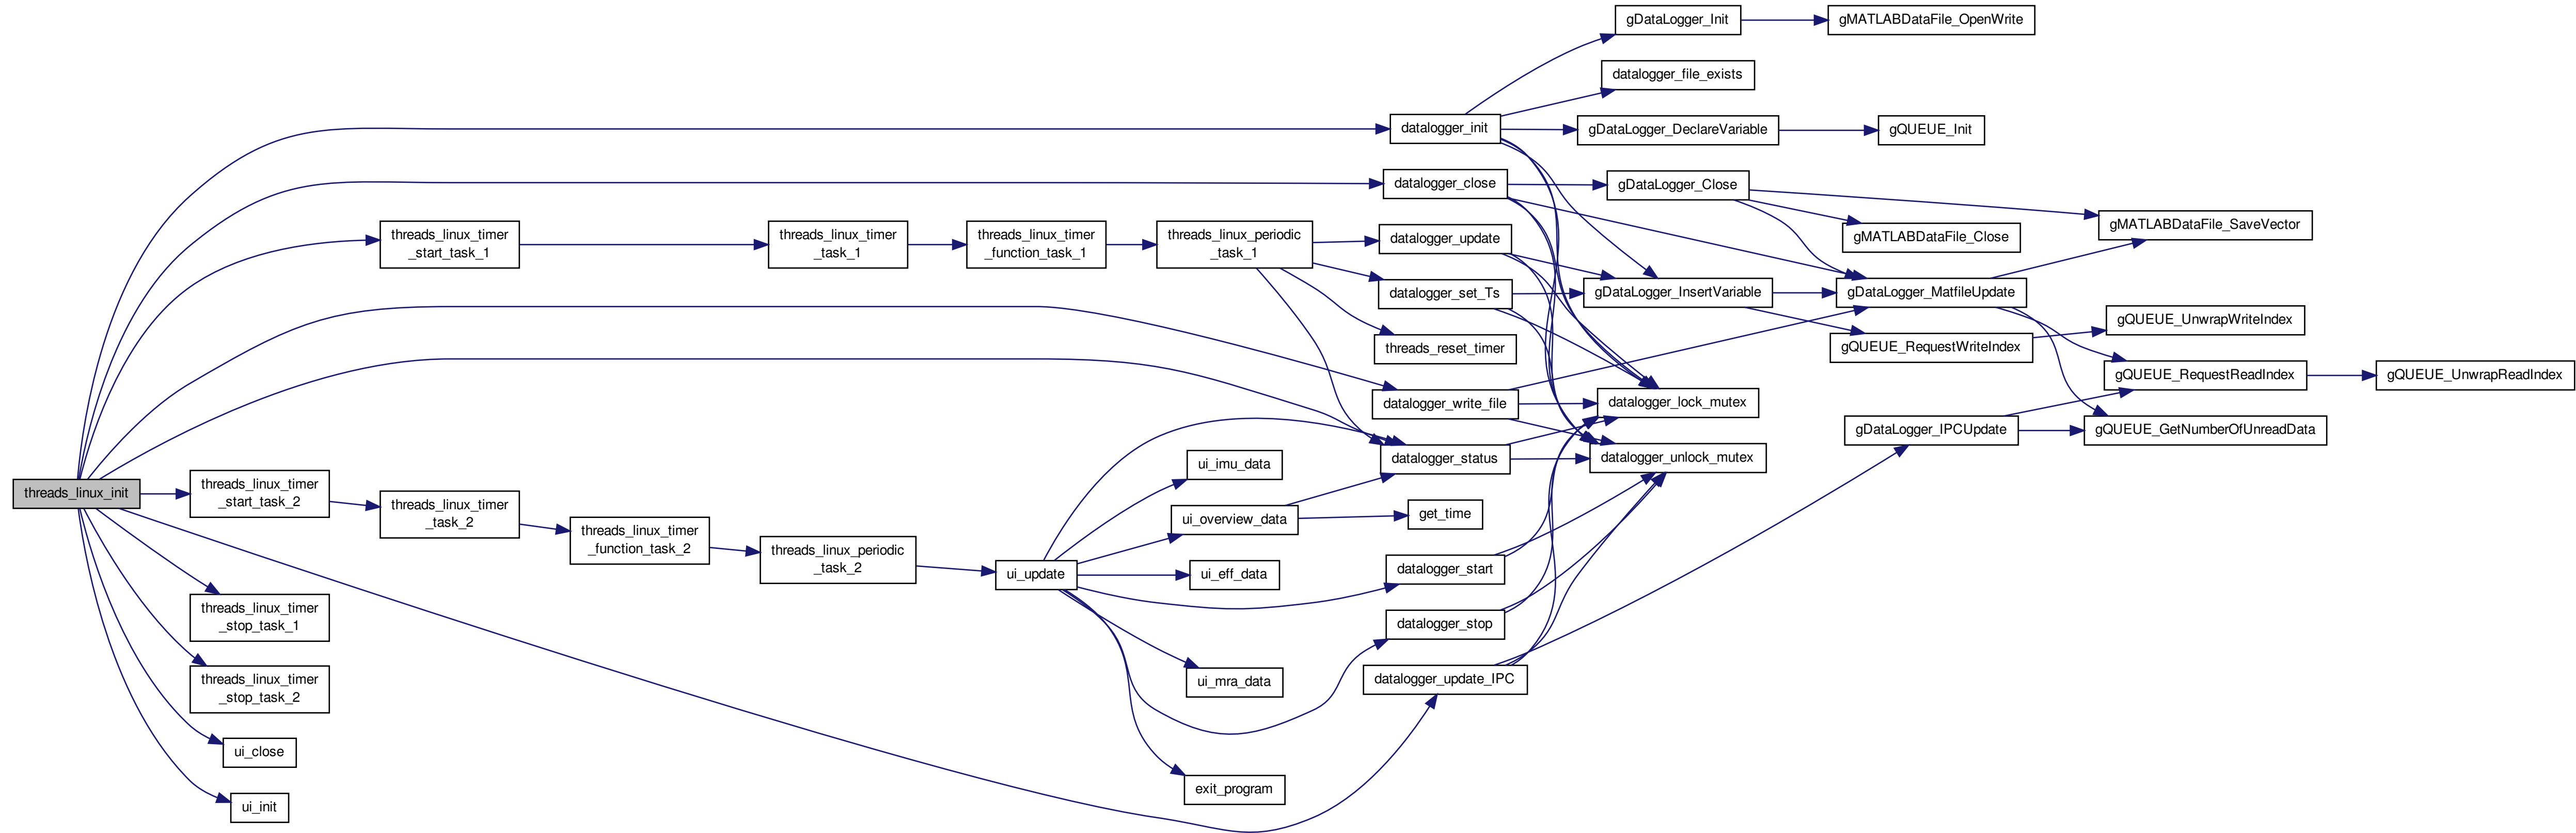 gDataLogger_Init
gMATLABDataFile_OpenWrite
datalogger_file_exists
datalogger_init
gDataLogger_DeclareVariable
gQUEUE_Init
datalogger_close
gDataLogger_Close
gMATLABDataFile_SaveVector
gMATLABDataFile_Close
threads_linux_timer
_start_task_1
threads_linux_timer
_task_1
threads_linux_timer
_function_task_1
threads_linux_periodic
_task_1
datalogger_update
datalogger_set_Ts
gDataLogger_InsertVariable
gDataLogger_MatfileUpdate
gQUEUE_UnwrapWriteIndex
threads_reset_timer
gQUEUE_RequestWriteIndex
gQUEUE_RequestReadIndex
gQUEUE_UnwrapReadIndex
datalogger_write_file
datalogger_lock_mutex
gDataLogger_IPCUpdate
gQUEUE_GetNumberOfUnreadData
datalogger_status
datalogger_unlock_mutex
ui_imu_data
threads_linux_init
threads_linux_timer
_start_task_2
threads_linux_timer
_task_2
threads_linux_timer
_function_task_2
threads_linux_periodic
_task_2
ui_update
ui_overview_data
get_time
ui_eff_data
datalogger_start
threads_linux_timer
_stop_task_1
datalogger_stop
threads_linux_timer
_stop_task_2
ui_mra_data
datalogger_update_IPC
ui_close
exit_program
ui_init